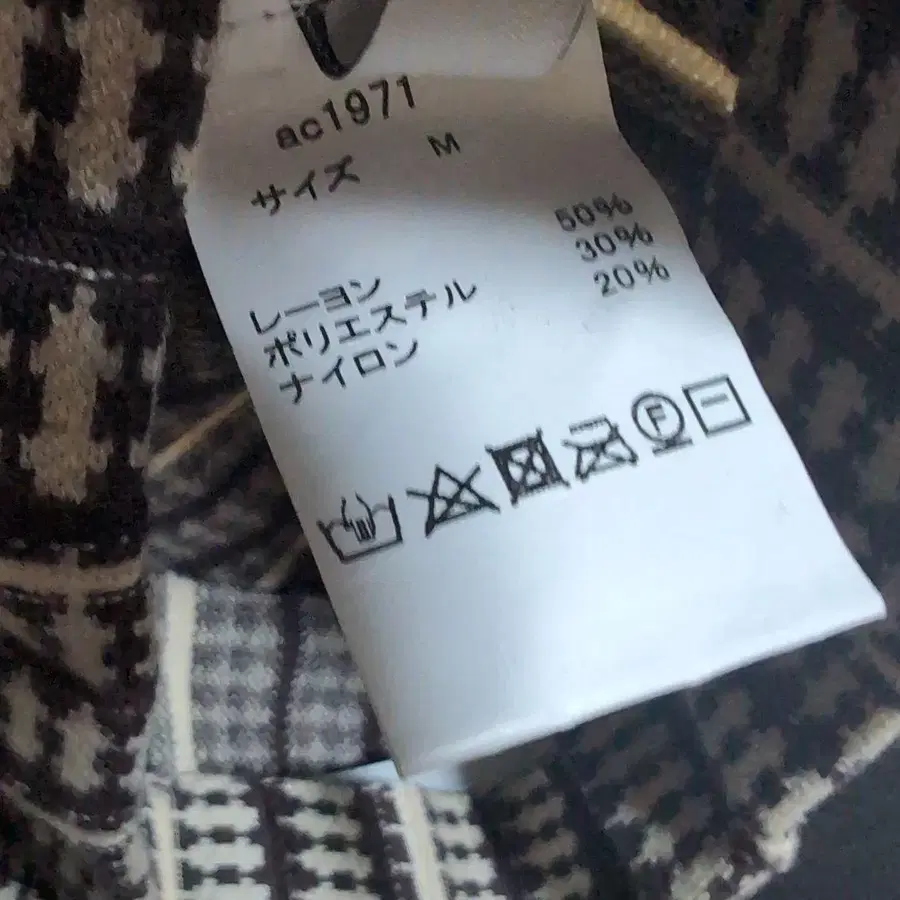 ac1971
サイズ M
レーヨン 50%
ポリエステル 30%
ナイロン 20%
F